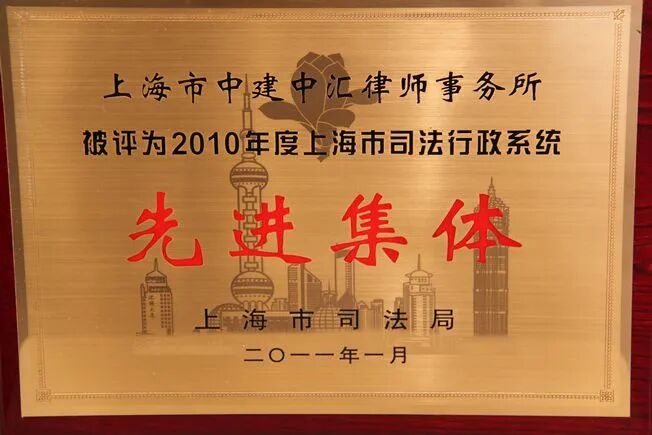 上海市中建中汇律师事务所
被评为2010年度上海市司法行政系统
先进集体
上海市司法局
二〇一一年一月